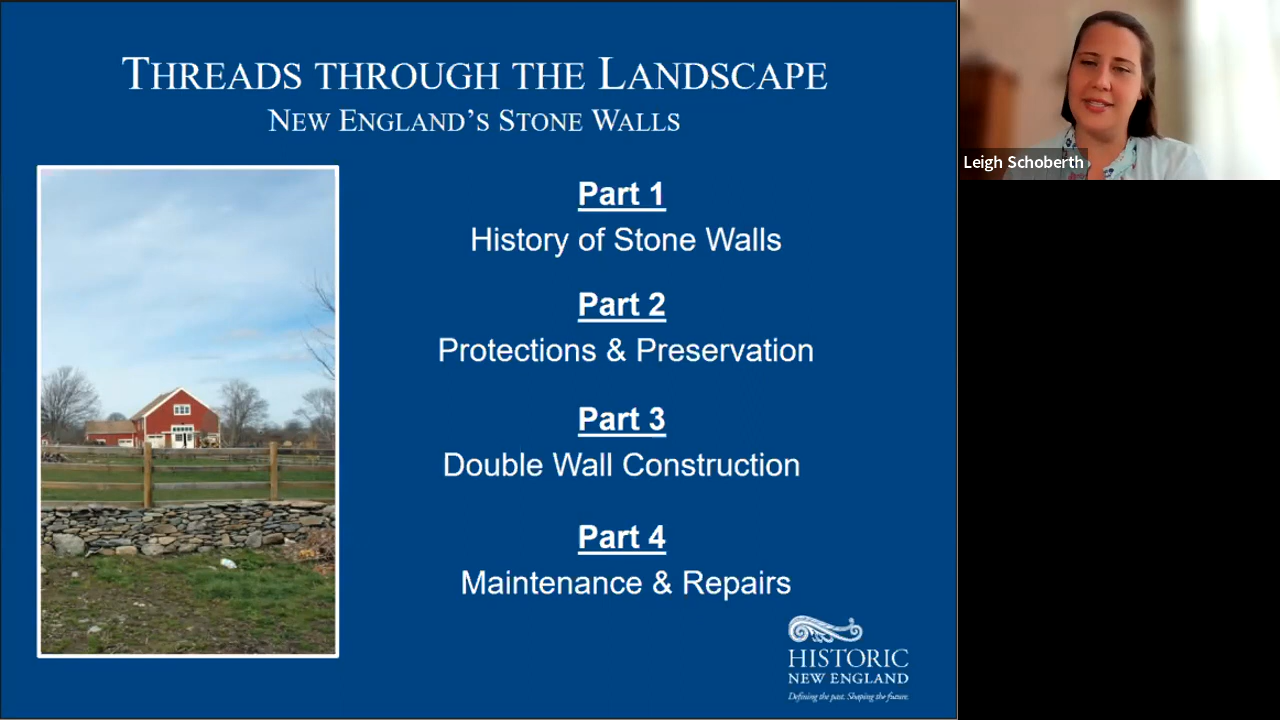 THREADS THROUGH THE LANDSCAPE
NEW ENGLAND'S STONE WALLS
Part 1
History of Stone Walls
Part 2
Protections & Preservation
Part 3
Double Wall Construction
Part 4
Maintenance & Repairs
HISTORIC
NEW ENGLAND
Defining the past. Shaping the future.
Leigh Schoberth